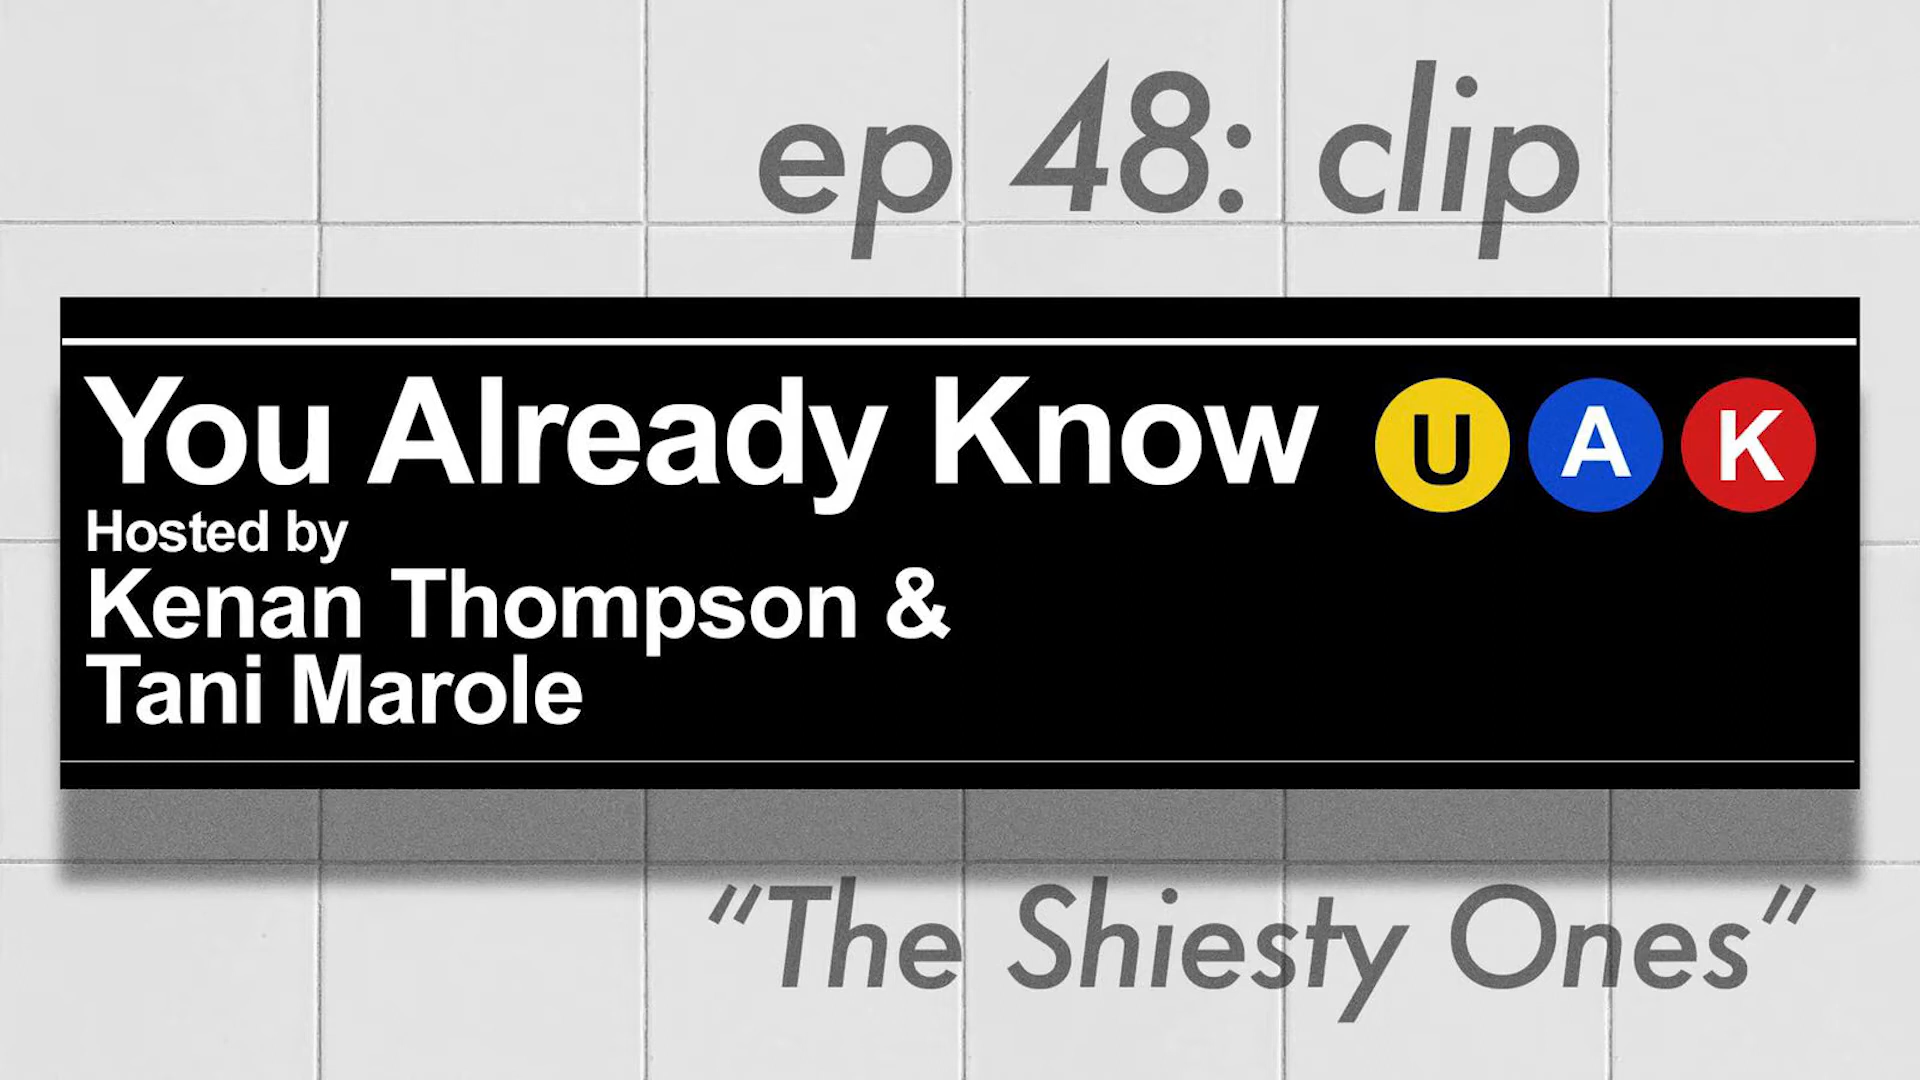 ep 48: clip
You Already Know U A K
Hosted by
Kenan Thompson &
Tani Marole
“The Shiesty Ones”